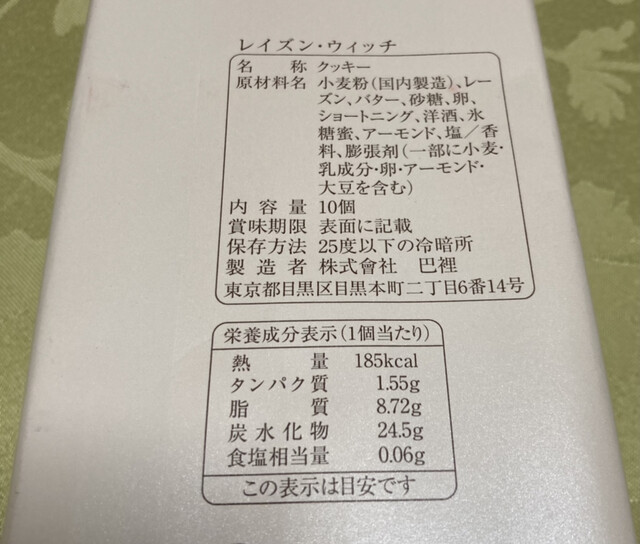 レイズン・ウィッチ
名称 クッキー
原材料名 小麦粉(国内製造)、レー
ズン、バター、砂糖、卵、
ショートニング、洋酒、氷
糖蜜、アーモンド、塩／香
料、膨張剤(一部に小麦・
乳成分・卵・アーモンド・
大豆を含む)
内容量 10個
賞味期限 表面に記載
保存方法 25度以下の冷暗所
製造者 株式會社 巴裡
東京都目黒区目黒本町二丁目6番14号
栄養成分表示(1個当たり)
熱量 185kcal
タンパク質 1.55g
脂質 8.72g
炭水化物 24.5g
食塩相当量 0.06g
この表示は目安です